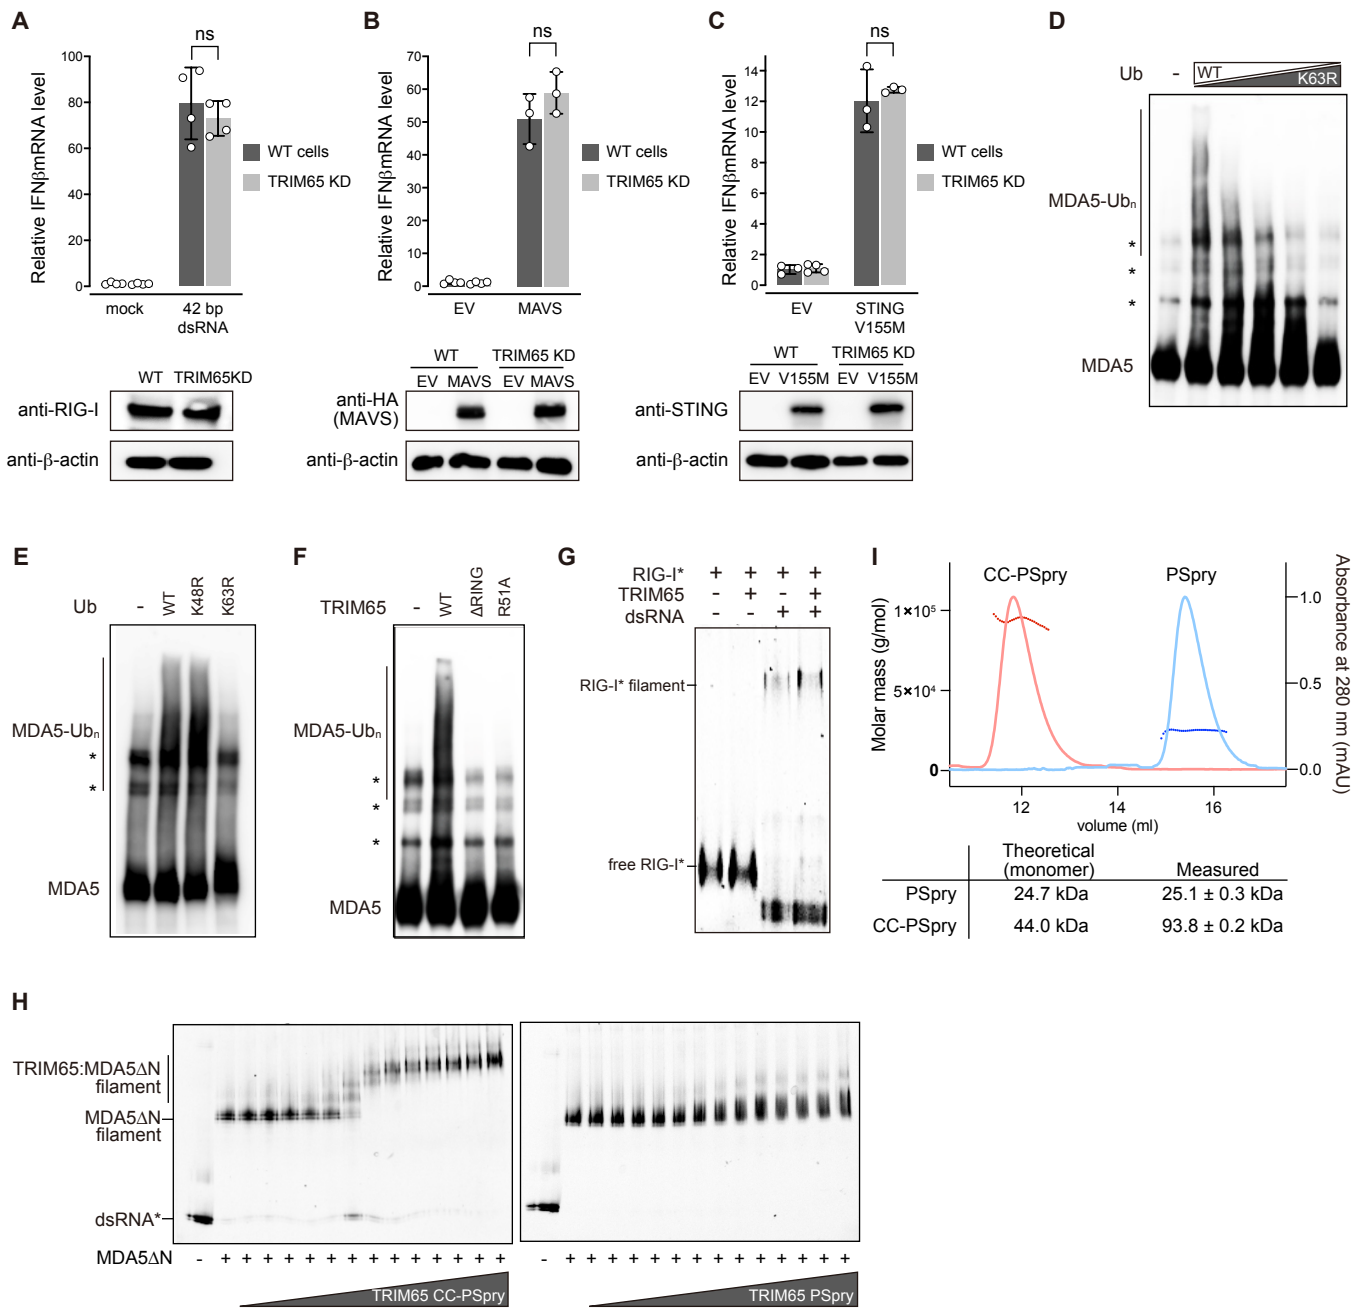 A
ns
Relative IFNβmRNA level
100
80
60
40
20
0
mock
42 bp
dsRNA
WT cells
TRIM65 KD
WT TRIM65KD
anti-RIG-I
anti-β-actin
B
ns
Relative IFNβmRNA level
70
60
50
40
30
20
10
0
EV
MAVS
WT cells
TRIM65 KD
WT TRIM65 KD
EV MAVS EV MAVS
anti-HA
(MAVS)
anti-β-actin
C
ns
Relative IFNβmRNA level
14
12
10
8
6
4
2
0
EV
STING
V155M
WT cells
TRIM65 KD
WT TRIM65 KD
EV V155M EV V155M
anti-STING
anti-β-actin
D
Ub - WT K63R
MDA5-Ubn
*
*
*
MDA5
E
Ub - WT K48R K63R
MDA5-Ubn
*
*
MDA5
F
TRIM65 - WT ΔRING R51A
MDA5-Ubn
*
*
*
MDA5
G
RIG-I* + + + +
TRIM65 - + - +
dsRNA - - + +
RIG-I* filament
free RIG-I*
I
CC-PSpry
PSpry
Molar mass (g/mol)
1×10⁵
5×10⁴
0
Absorbance at 280 nm (mAU)
1.0
0.5
0.0
12
14
16
volume (ml)
Theoretical
(monomer)
Measured
PSpry 24.7 kDa 25.1 ± 0.3 kDa
CC-PSpry 44.0 kDa 93.8 ± 0.2 kDa
H
TRIM65:MDA5ΔN
filament
MDA5ΔN
filament
dsRNA*
MDA5ΔN - + + + + + + + + + + + + + + - + + + + + + + + + + + + + +
TRIM65 CC-PSpry
TRIM65 PSpry